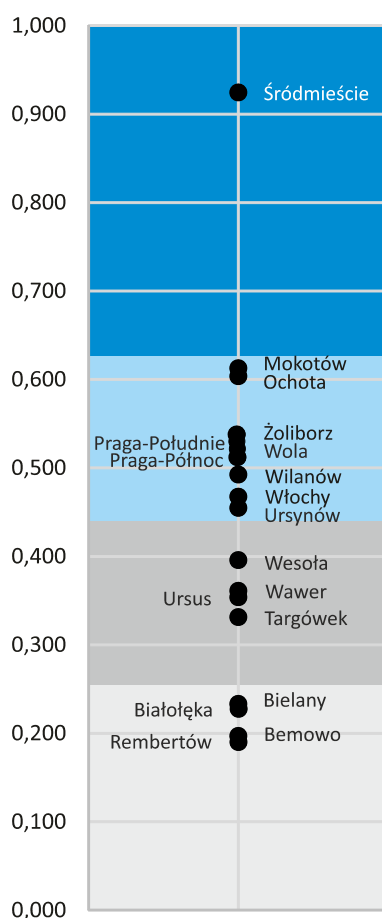 1,000
Śródmieście
0,900
0,800
0,700
Mokotów
0,600
Ochota
Żoliborz
Praga-Południe
Wola
Praga-Północ
0,500
Wilanów
Włochy
Ursynów
0,400
Wesoła
Wawer
Ursus
Targówek
0,300
Bielany
Białołęka
0,200
Bemowo
Rembertów
0,100
0,000